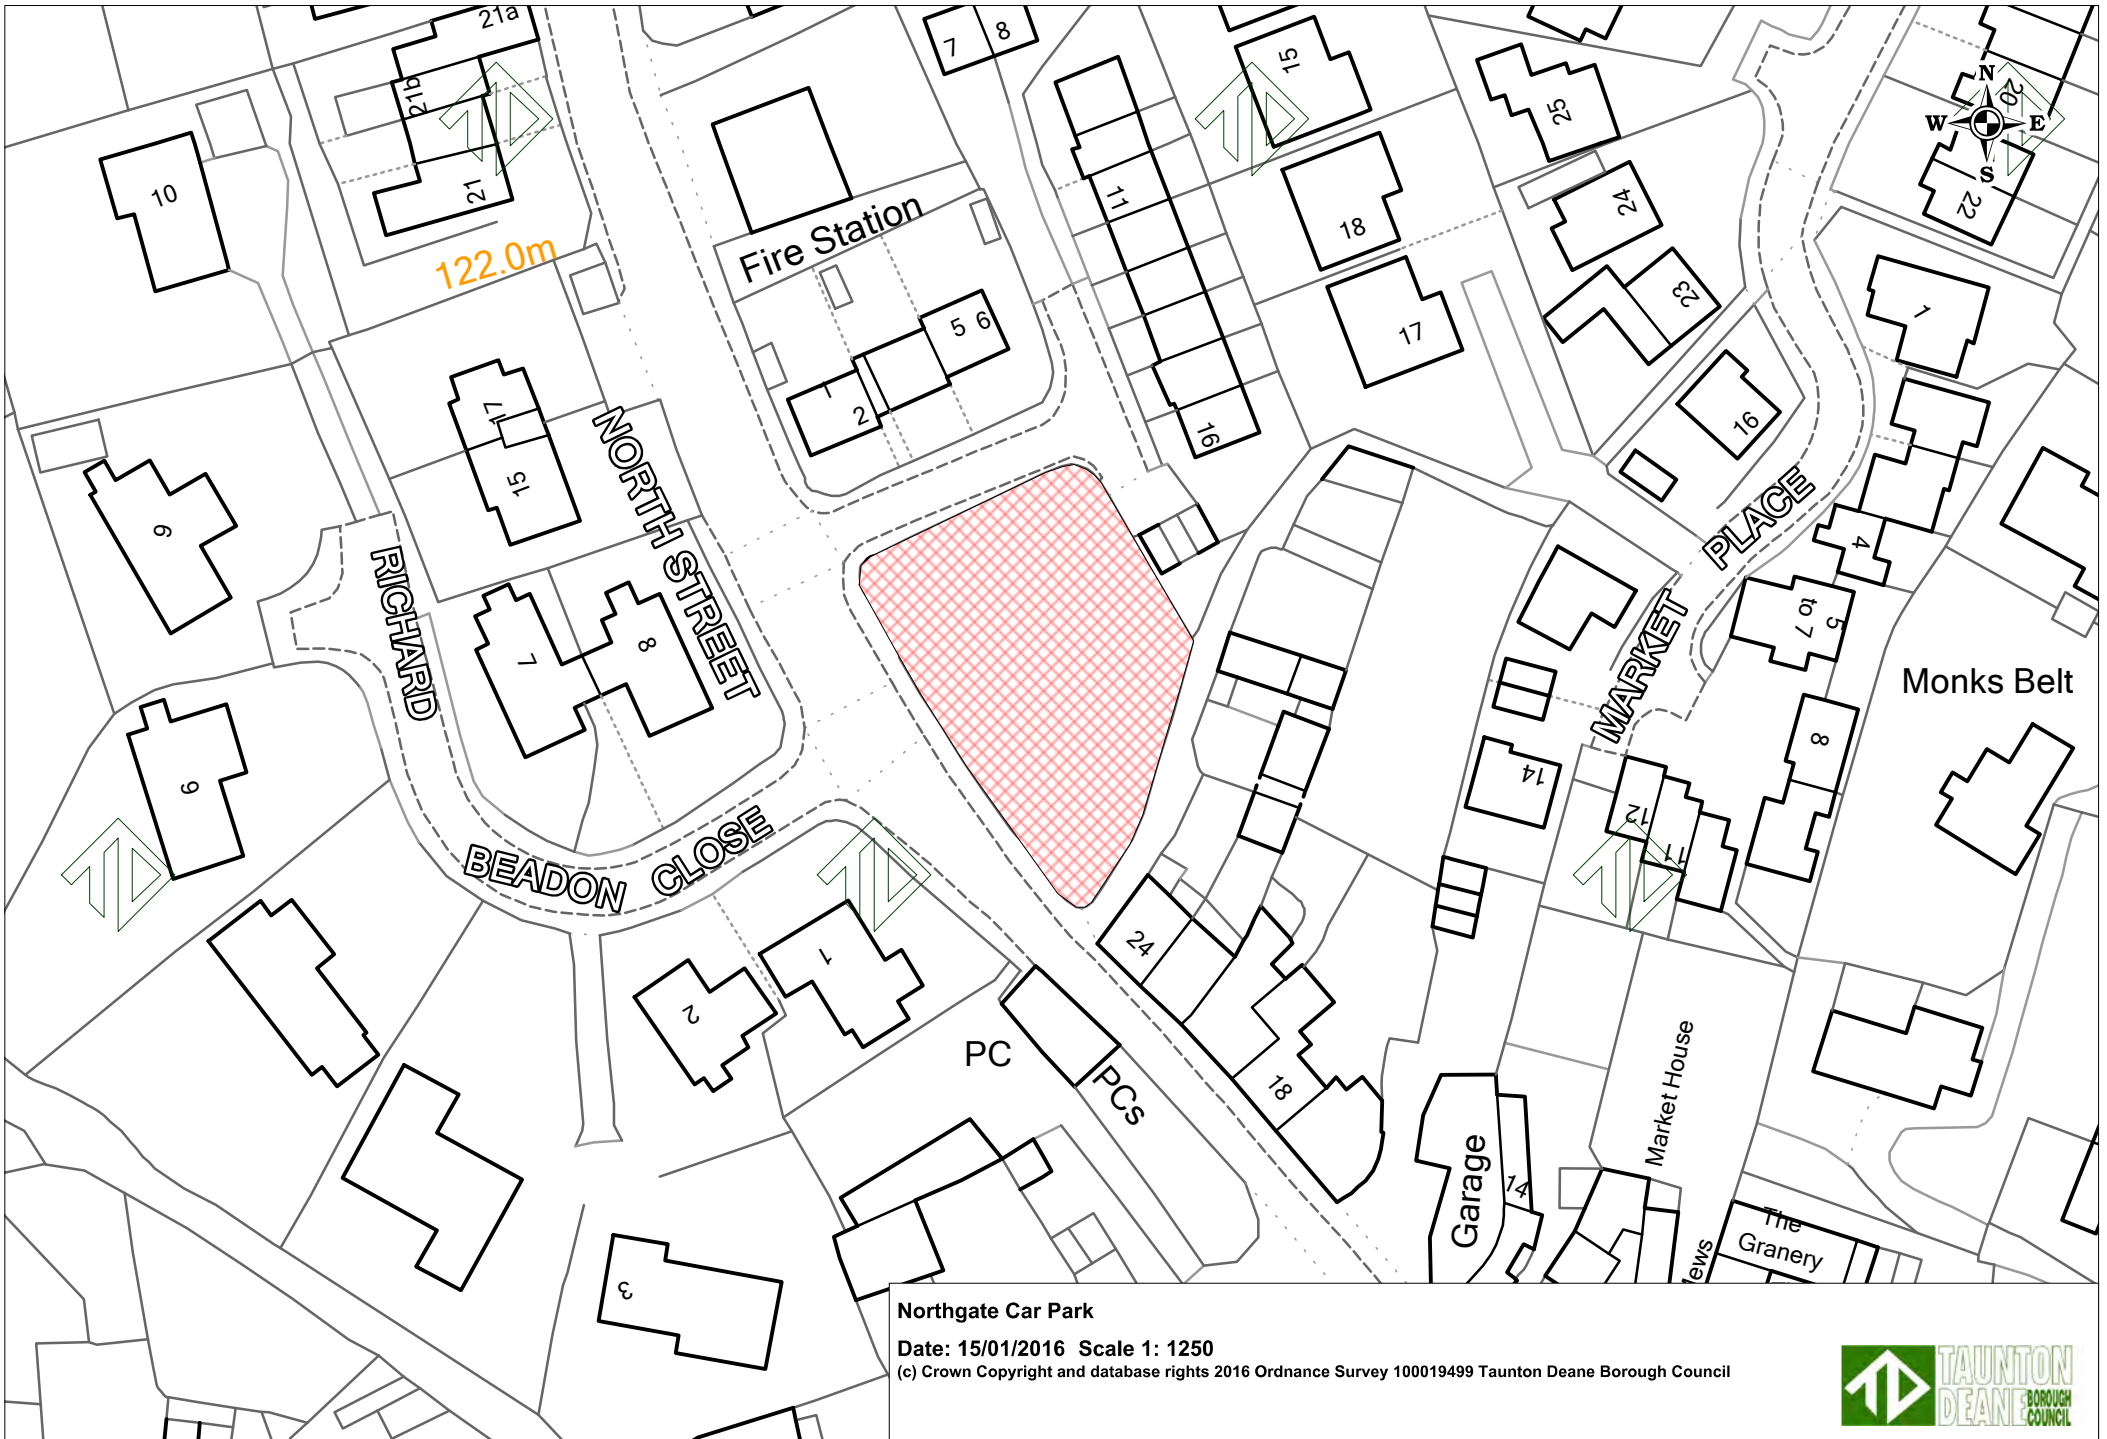 21a
7
8
15
25
20
N
W
E
S
21b
10
21
11
24
22
18
Fire Station
122.0m
23
1
5
6
17
1
2
17
16
16
15
NORTH STREET
PLACE
9
4
RICHARD
7
8
5
to 7
MARKET
Monks Belt
8
14
9
12
11
BEADON
CLOSE
24
1
2
PC
PCs
18
Market House
Garage
14
The
Granery
Mews
3
Northgate Car Park
Date: 15/01/2016 Scale 1: 1250
(c) Crown Copyright and database rights 2016 Ordnance Survey 100019499 Taunton Deane Borough Council
TD
TAUNTON
DEANE BOROUGH
COUNCIL